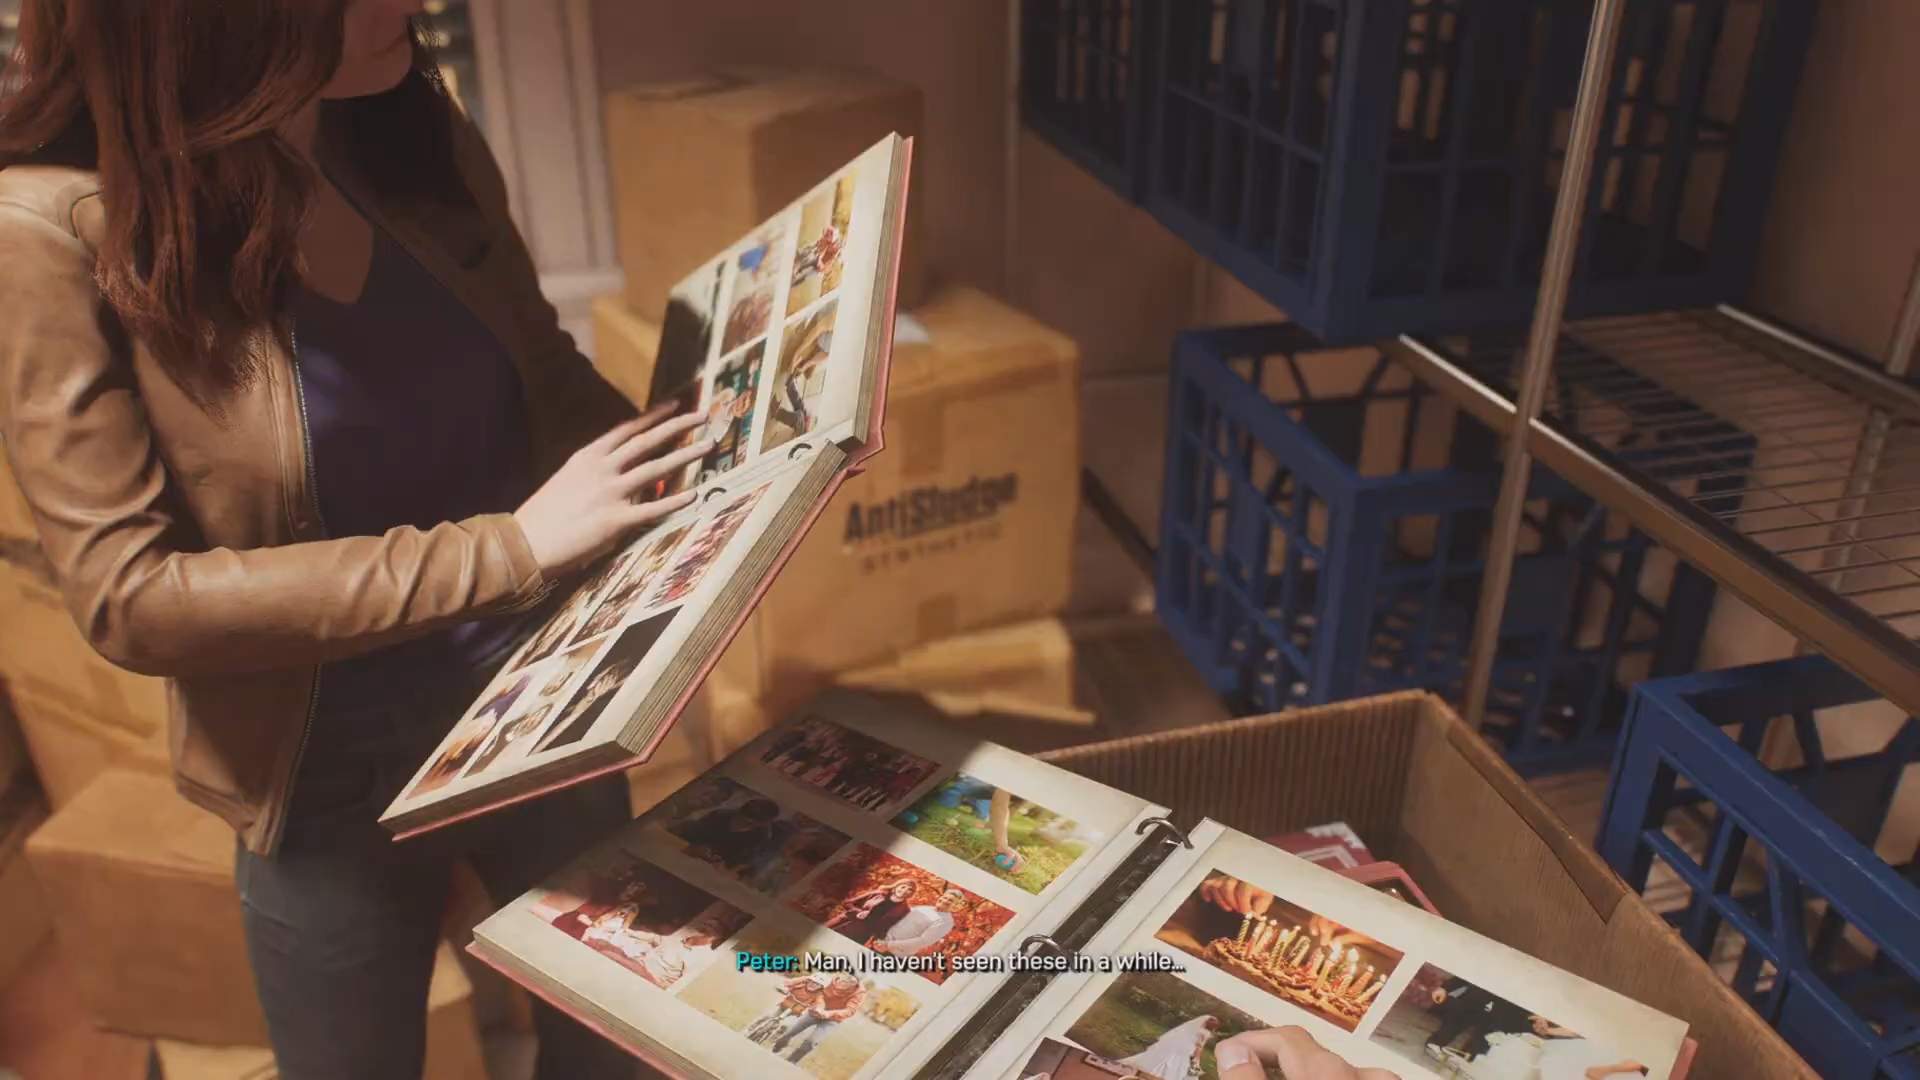 AntiSludge
SYNTHETIC
Peter: Man, I haven't seen these in a while...